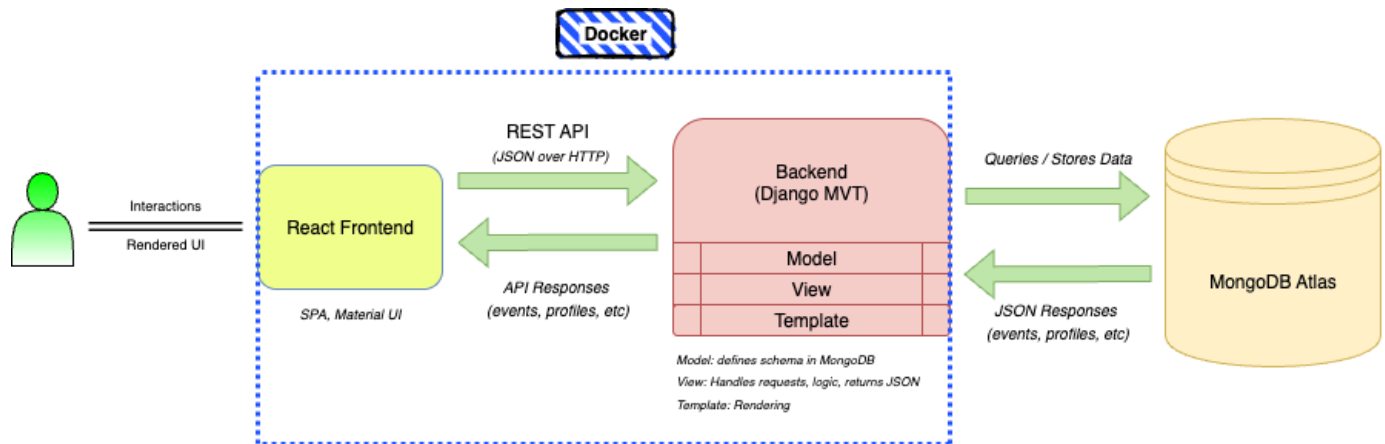 Docker
Interactions
Rendered UI
React Frontend
SPA, Material UI
REST API
(JSON over HTTP)
API Responses
(events, profiles, etc)
Backend
(Django MVT)
Model
View
Template
Model: defines schema in MongoDB
View: Handles requests, logic, returns JSON
Template: Rendering
Queries / Stores Data
JSON Responses
(events, profiles, etc)
MongoDB Atlas